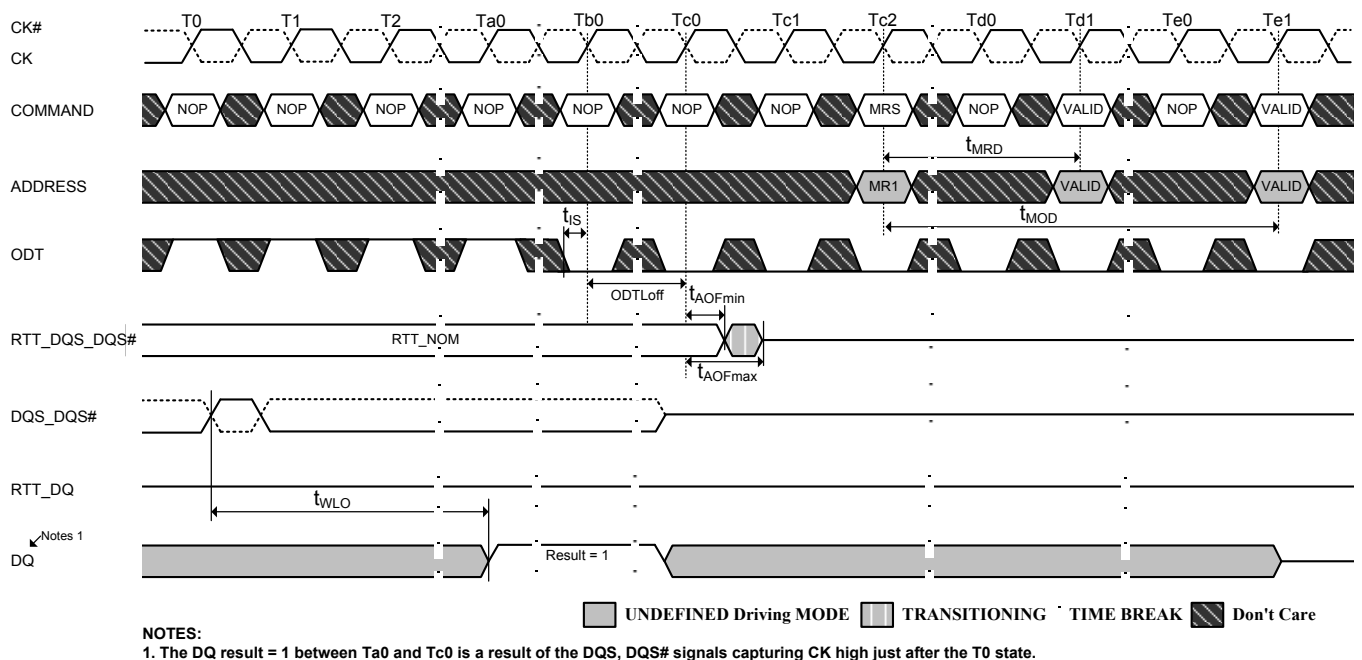 T0 T1 T2 Ta0 Tb0 Tc0 Tc1 Tc2 Td0 Td1 Te0 Te1
CK#
CK
COMMAND NOP NOP NOP NOP NOP NOP NOP MRS NOP VALID NOP VALID
tMRD
ADDRESS MR1 VALID VALID
tIS tMOD
ODT
ODTLoff tAOFmin
RTT_DQS_DQS# RTT_NOM
tAOFmax
DQS_DQS#
RTT_DQ
tWLO
Notes 1
DQ Result = 1
UNDEFINED Driving MODE TRANSITIONING TIME BREAK Don't Care
NOTES:
1. The DQ result = 1 between Ta0 and Tc0 is a result of the DQS, DQS# signals capturing CK high just after the T0 state.